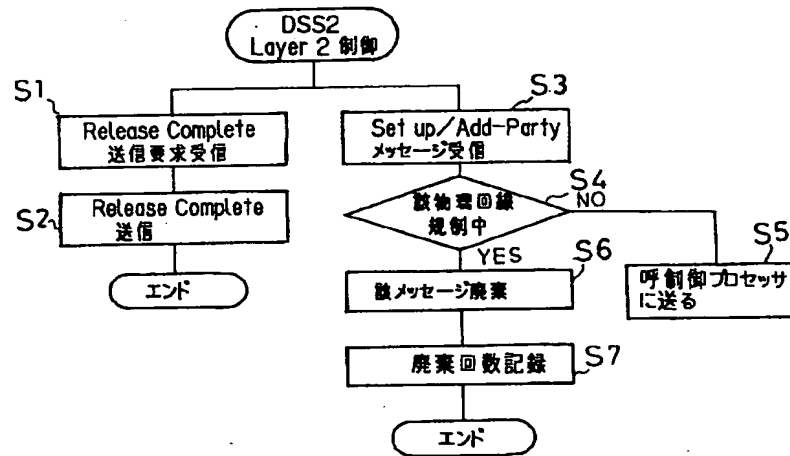 DSS2
Layer 2 制御
S1
Release Complete
送信要求受信
S2
Release Complete
送信
エンド
S3
Set up/Add-Party
メッセージ受信
S4
該物理回線
規制中
NO
YES
S5
呼制御プロセッサ
に送る
S6
該メッセージ廃棄
S7
廃棄回数記録
エンド